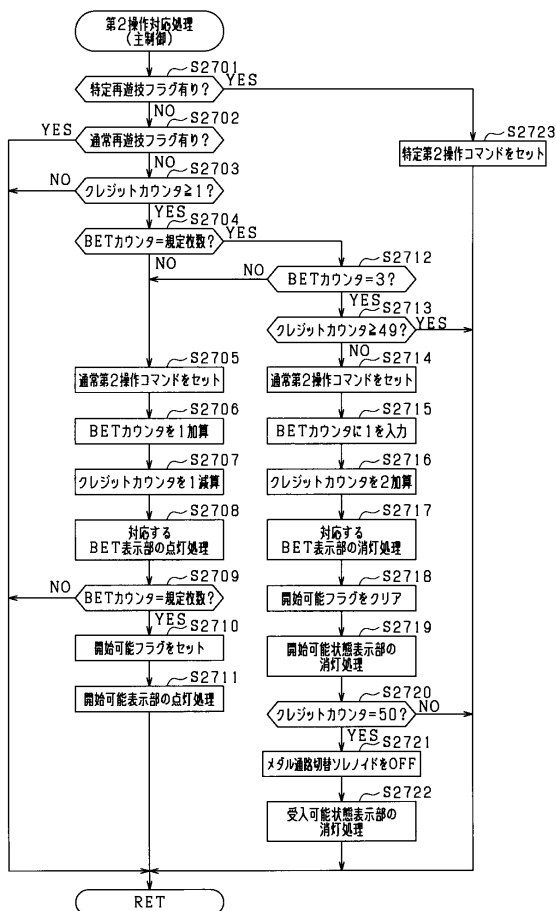 第2操作対応処理
(主制御)
S2701
特定再遊技フラグ有り?
YES
NO
S2702
YES
通常再遊技フラグ有り?
S2723
特定第2操作コマンドをセット
NO
S2703
NO
クレジットカウンタ≧1?
YES
S2704
BETカウンタ=規定枚数?
YES
NO
S2712
NO
BETカウンタ=3?
YES
S2713
クレジットカウンタ≧49?
YES
NO
S2705
通常第2操作コマンドをセット
S2714
通常第2操作コマンドをセット
S2706
BETカウンタを1加算
S2715
BETカウンタに1を入力
S2707
クレジットカウンタを1減算
S2716
クレジットカウンタを2加算
S2708
対応する
BET表示部の点灯処理
S2717
対応する
BET表示部の消灯処理
S2709
NO
BETカウンタ=規定枚数?
S2718
開始可能フラグをクリア
YES
S2710
開始可能フラグをセット
S2719
開始可能状態表示部の
消灯処理
S2711
開始可能表示部の点灯処理
S2720
クレジットカウンタ=50?
NO
YES
S2721
メダル通路切替ソレノイドをOFF
S2722
受入可能状態表示部の
消灯処理
RET